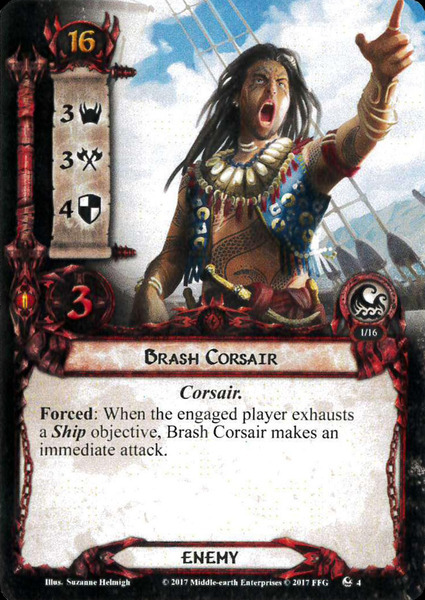 16
3
3
4
3
1/16
BRASH CORSAIR
Corsair.
Forced: When the engaged player exhausts
a Ship objective, Brash Corsair makes an
immediate attack.
ENEMY
Illus. Suzanne Helmigh © 2017 Middle-earth Enterprises © 2017 FFG 4